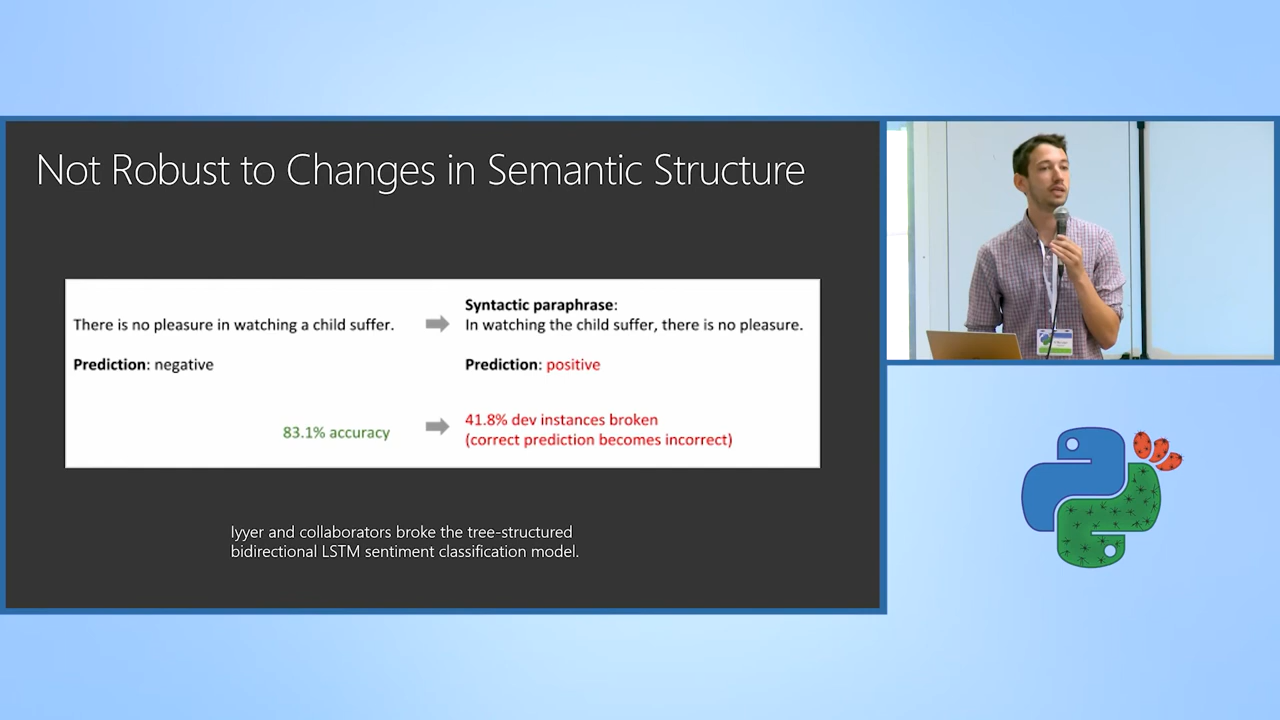 Not Robust to Changes in Semantic Structure
There is no pleasure in watching a child suffer.
Prediction: negative
83.1% accuracy
Syntactic paraphrase:
In watching the child suffer, there is no pleasure.
Prediction: positive
41.8% dev instances broken
(correct prediction becomes incorrect)
Iyyer and collaborators broke the tree-structured
bidirectional LSTM sentiment classification model.